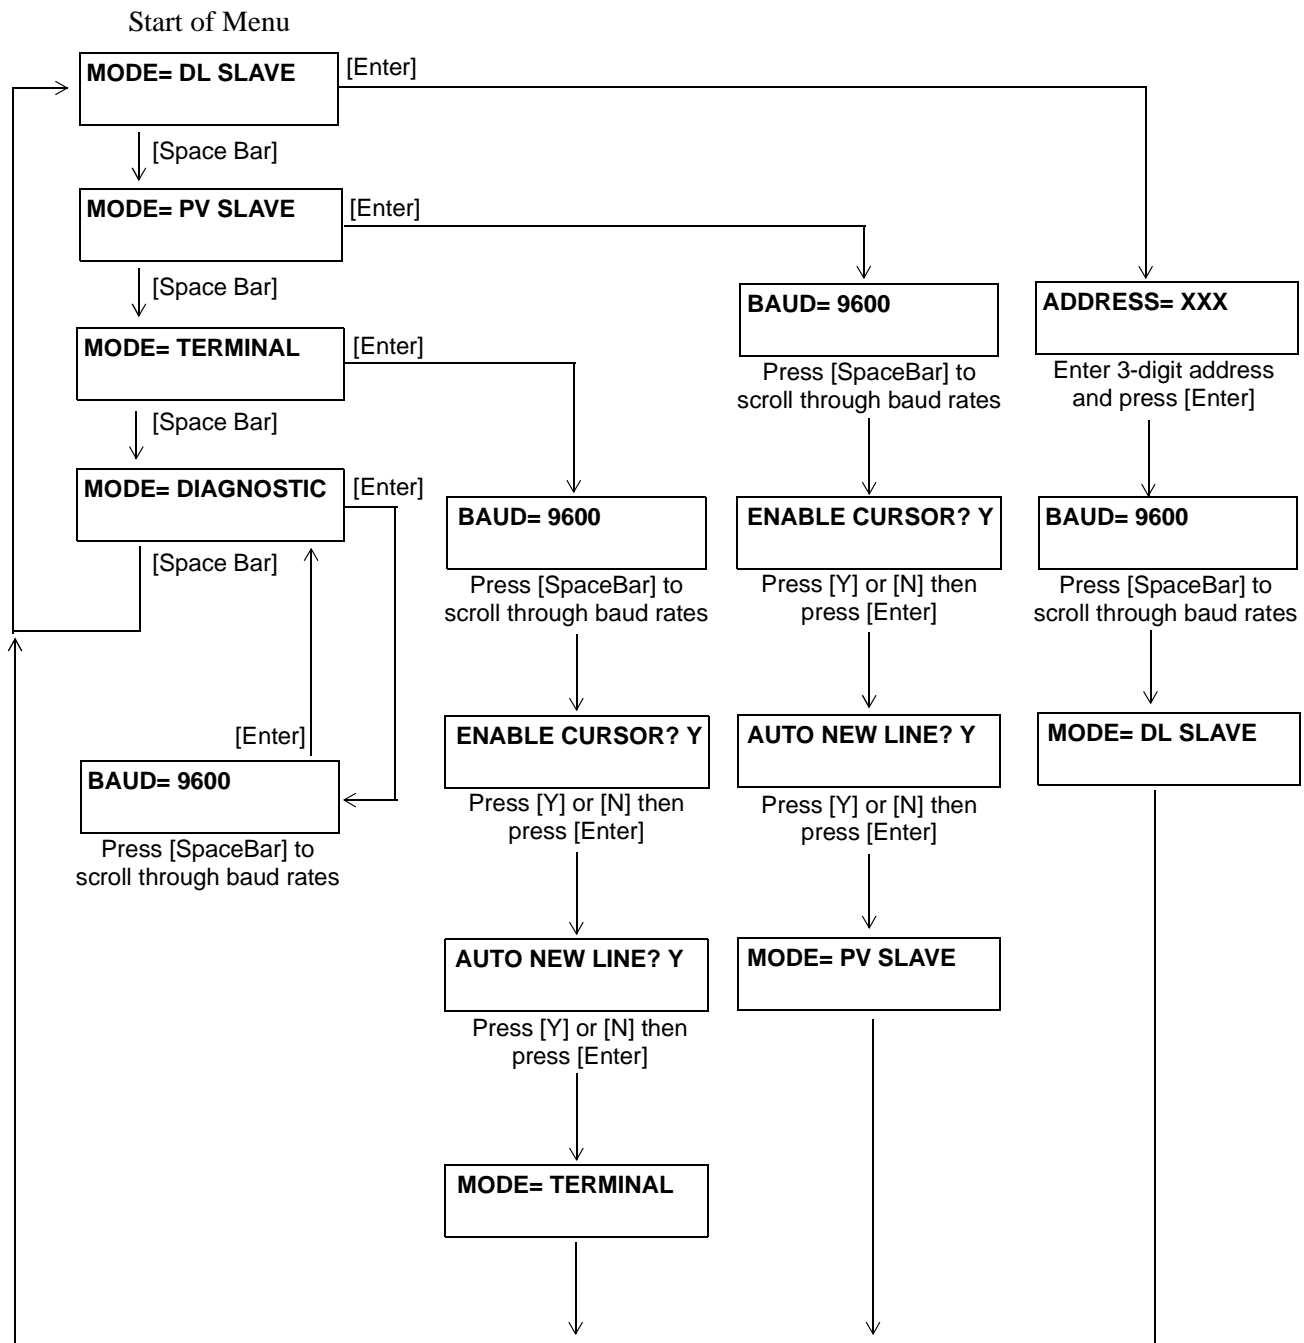 Start of Menu
MODE= DL SLAVE
[Enter]
[Space Bar]
MODE= PV SLAVE
[Enter]
[Space Bar]
MODE= TERMINAL
[Enter]
[Space Bar]
MODE= DIAGNOSTIC
[Enter]
[Space Bar]
[Enter]
BAUD= 9600
Press [SpaceBar] to
scroll through baud rates
BAUD= 9600
Press [SpaceBar] to
scroll through baud rates
ENABLE CURSOR? Y
Press [Y] or [N] then
press [Enter]
AUTO NEW LINE? Y
Press [Y] or [N] then
press [Enter]
MODE= TERMINAL
BAUD= 9600
Press [SpaceBar] to
scroll through baud rates
ENABLE CURSOR? Y
Press [Y] or [N] then
press [Enter]
AUTO NEW LINE? Y
Press [Y] or [N] then
press [Enter]
MODE= PV SLAVE
ADDRESS= XXX
Enter 3-digit address
and press [Enter]
BAUD= 9600
Press [SpaceBar] to
scroll through baud rates
MODE= DL SLAVE